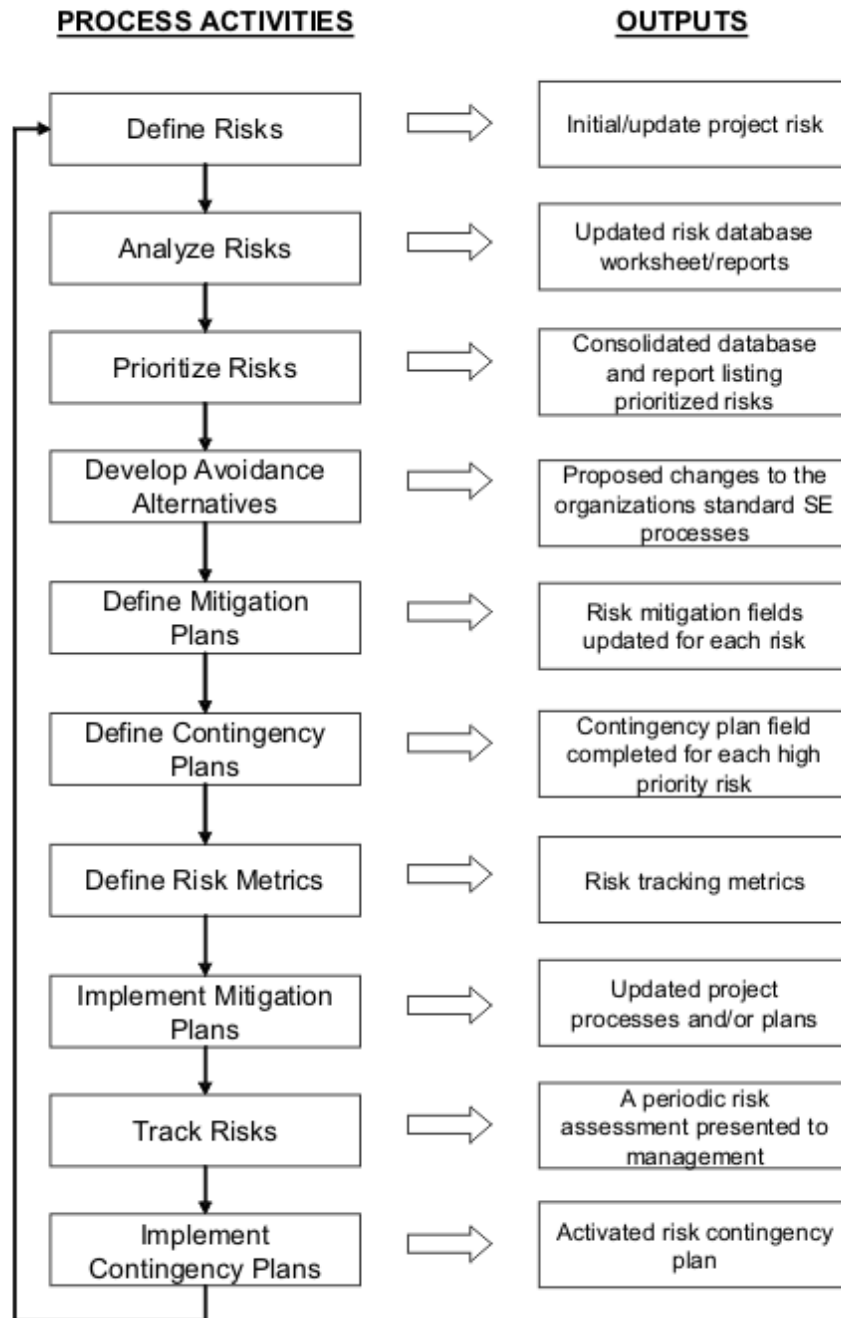 PROCESS ACTIVITIES
OUTPUTS
Define Risks
Initial/update project risk
Analyze Risks
Updated risk database
worksheet/reports
Prioritize Risks
Consolidated database
and report listing
prioritized risks
Develop Avoidance
Alternatives
Proposed changes to the
organizations standard SE
processes
Define Mitigation
Plans
Risk mitigation fields
updated for each risk
Define Contingency
Plans
Contingency plan field
completed for each high
priority risk
Define Risk Metrics
Risk tracking metrics
Implement Mitigation
Plans
Updated project
processes and/or plans
Track Risks
A periodic risk
assessment presented to
management
Implement
Contingency Plans
Activated risk contingency
plan